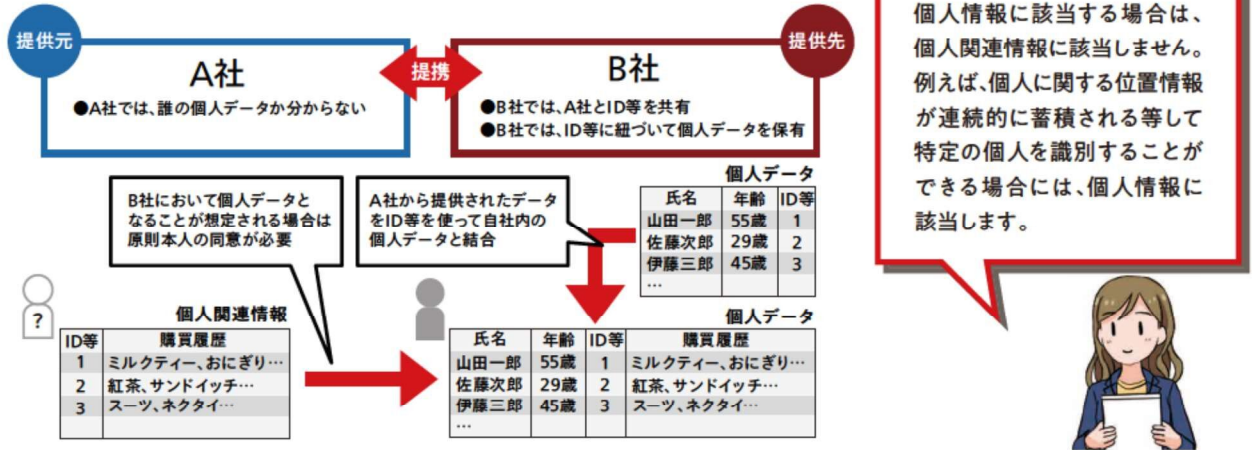 提供元
A社
●A社では、誰の個人データか分からない
提携
提供先
B社
●B社では、A社とID等を共有
●B社では、ID等に紐づいて個人データを保有
B社において個人データと
なることが想定される場合は
原則本人の同意が必要
A社から提供されたデータ
をID等を使って自社内の
個人データと結合
個人データ
氏名 年齢 ID等
山田一郎 55歳 1
佐藤次郎 29歳 2
伊藤三郎 45歳 3
…
?
個人関連情報
ID等 購買履歴
1 ミルクティー、おにぎり…
2 紅茶、サンドイッチ…
3 スーツ、ネクタイ…
個人データ
氏名 年齢 ID等 購買履歴
山田一郎 55歳 1 ミルクティー、おにぎり…
佐藤次郎 29歳 2 紅茶、サンドイッチ…
伊藤三郎 45歳 3 スーツ、ネクタイ…
…
個人情報に該当する場合は、
個人関連情報に該当しません。
例えば、個人に関する位置情報
が連続的に蓄積される等して
特定の個人を識別することが
できる場合には、個人情報に
該当します。